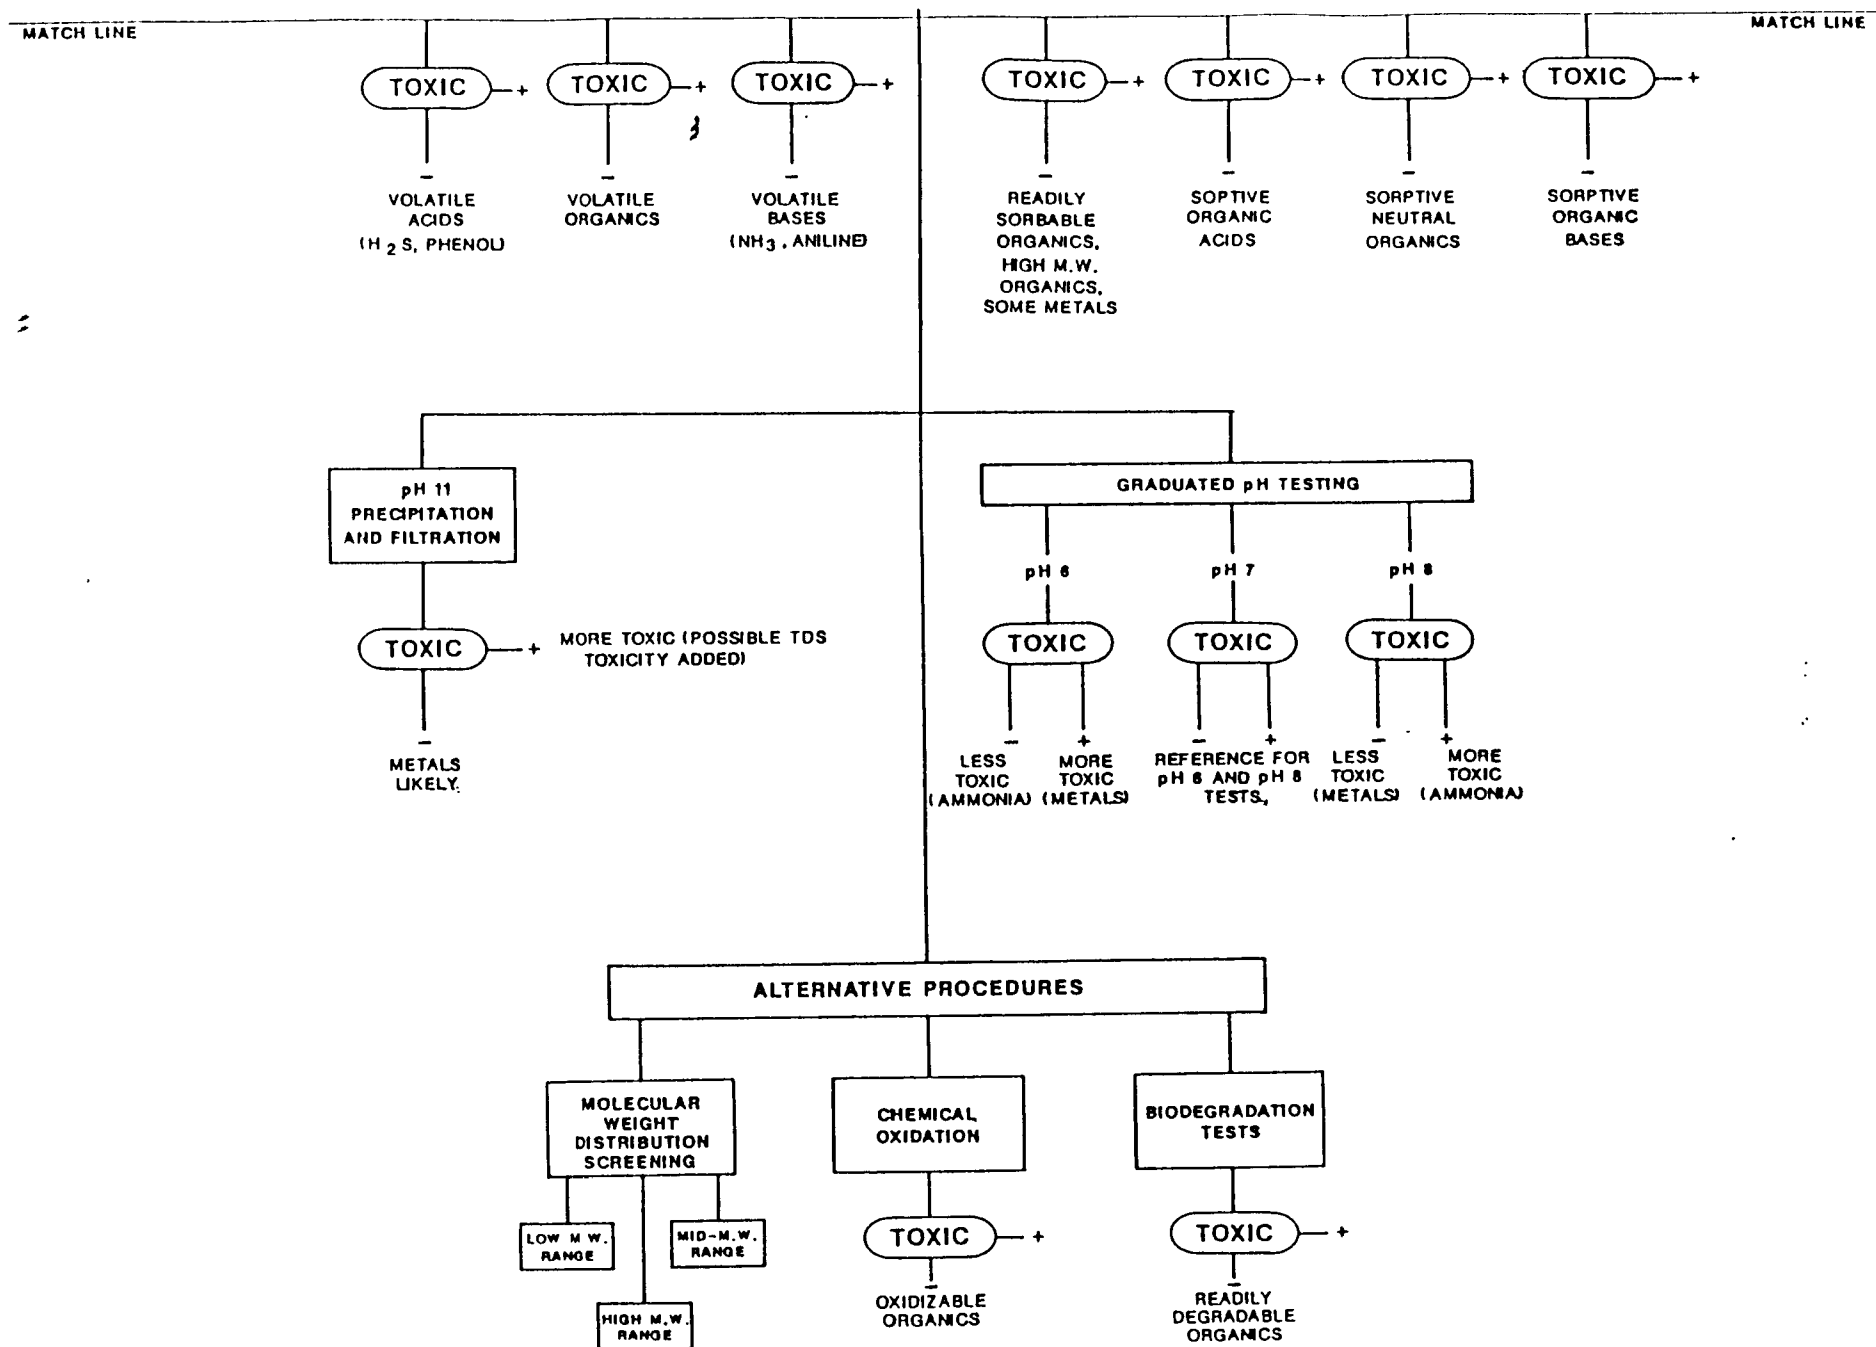 MATCH LINE
MATCH LINE
TOXIC — +
TOXIC — +
TOXIC — +
TOXIC — +
TOXIC — +
TOXIC — +
TOXIC — +
−
VOLATILE
ACIDS
(H2S, PHENOL)
−
VOLATILE
ORGANICS
−
VOLATILE
BASES
(NH3, ANILINE)
−
READILY
SORBABLE
ORGANICS,
HIGH M.W.
ORGANICS,
SOME METALS
−
SOPTIVE
ORGANIC
ACIDS
−
SORPTIVE
NEUTRAL
ORGANICS
−
SORPTIVE
ORGANIC
BASES
pH 11
PRECIPITATION
AND FILTRATION
TOXIC — +
MORE TOXIC (POSSIBLE TDS
TOXICITY ADDED)
−
METALS
LIKELY.
GRADUATED pH TESTING
pH 6
pH 7
pH 8
TOXIC
TOXIC
TOXIC
−
LESS
TOXIC
(AMMONIA)
+
MORE
TOXIC
(METALS)
− +
REFERENCE FOR
pH 6 AND pH 8
TESTS,
−
LESS
TOXIC
(METALS)
+
MORE
TOXIC
(AMMONIA)
ALTERNATIVE PROCEDURES
MOLECULAR
WEIGHT
DISTRIBUTION
SCREENING
LOW M.W.
RANGE
MID-M.W.
RANGE
HIGH M.W.
RANGE
CHEMICAL
OXIDATION
TOXIC — +
−
OXIDIZABLE
ORGANICS
BIODEGRADATION
TESTS
TOXIC — +
−
READILY
DEGRADABLE
ORGANICS